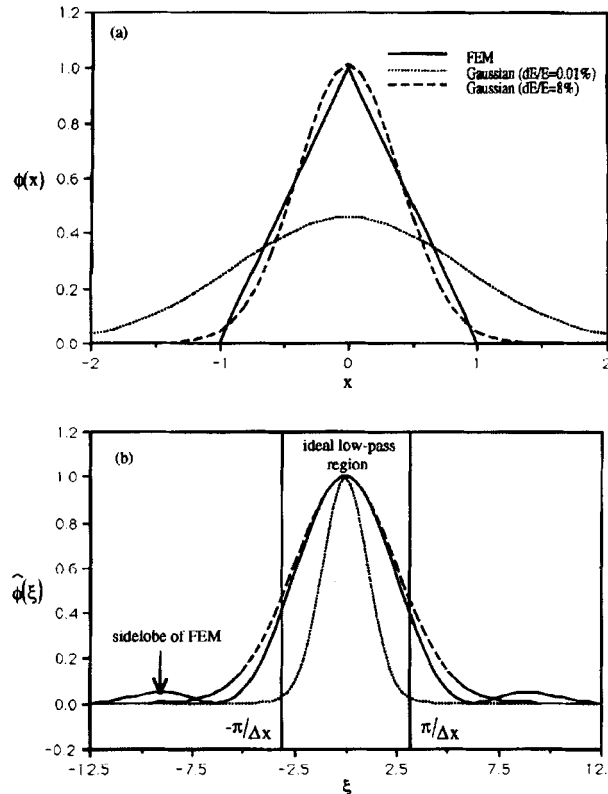 (a)
FEM
Gaussian (dE/E=0.01%)
Gaussian (dE/E=8%)
1.2
1.0
0.8
0.6
0.4
0.2
0.0
ϕ(x)
-2 -1 0 1 2
x
(b)
ideal low-pass
region
1.2
1.0
0.8
0.6
0.4
0.2
0.0
-0.2
ϕ̂(ξ)
sidelobe of FEM
-π/Δx π/Δx
-12.5 -7.5 -2.5 2.5 7.5 12.5
ξ